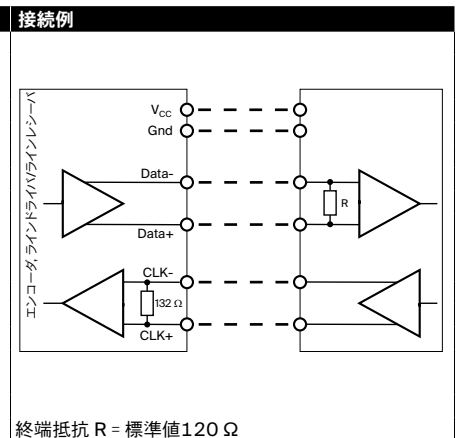 接続例
エンコーダ, ラインドライバ/ラインレシーバ
VCC
Gnd
Data-
R
Data+
CLK-
132 Ω
CLK+
終端抵抗 R = 標準値120 Ω